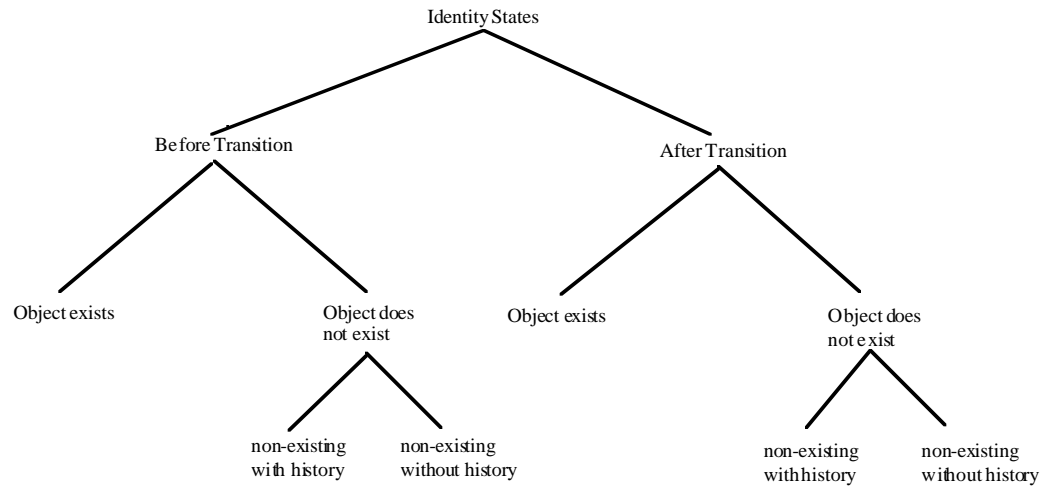 Identity States
Before Transition
After Transition
Object exists
Object does
not exist
Object exists
Object does
not exist
non-existing
with history
non-existing
without history
non-existing
with history
non-existing
without history